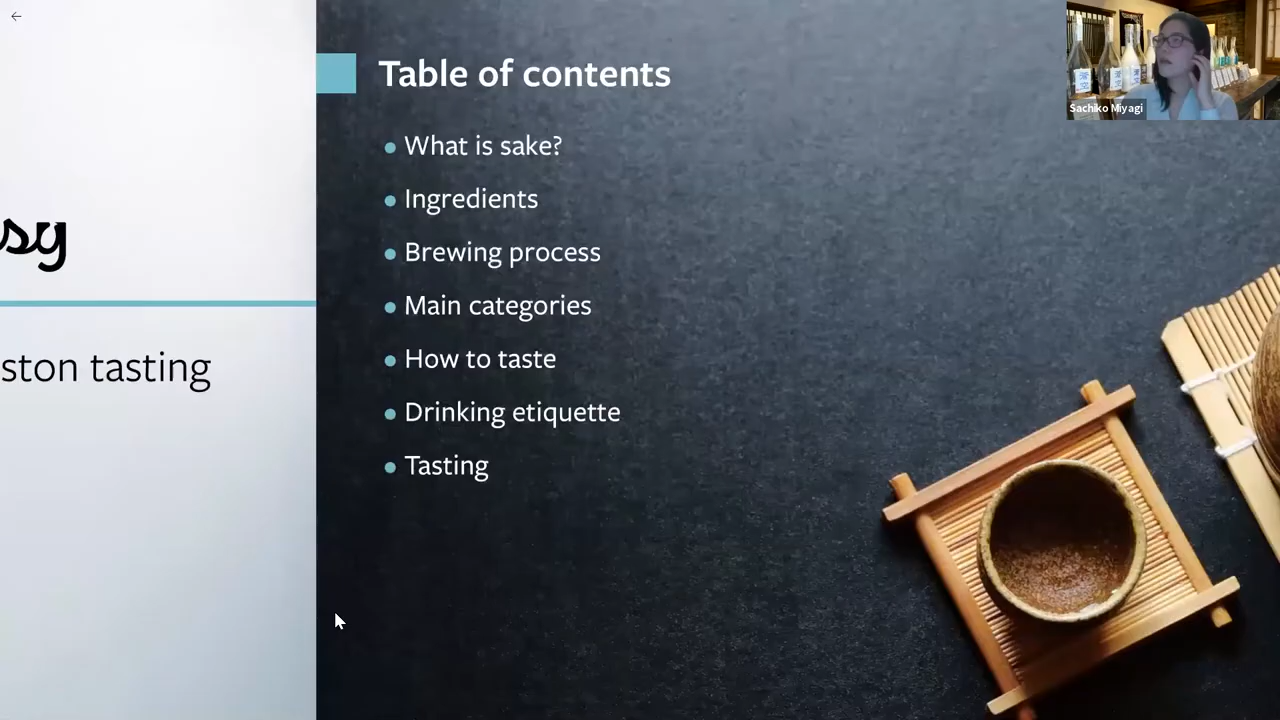 Table of contents
Sachiko Miyagi
What is sake?
Ingredients
Brewing process
sy
Main categories
How to taste
ston tasting
Drinking etiquette
Tasting